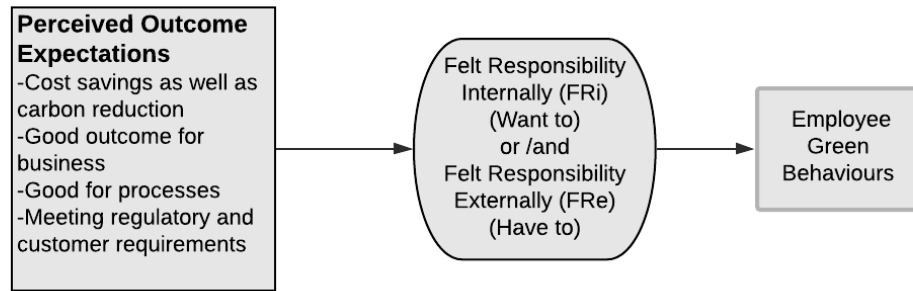 Perceived Outcome
Expectations
-Cost savings as well as
carbon reduction
-Good outcome for
business
-Good for processes
-Meeting regulatory and
customer requirements
Felt Responsibility
Internally (FRi)
(Want to)
or /and
Felt Responsibility
Externally (FRe)
(Have to)
Employee
Green
Behaviours